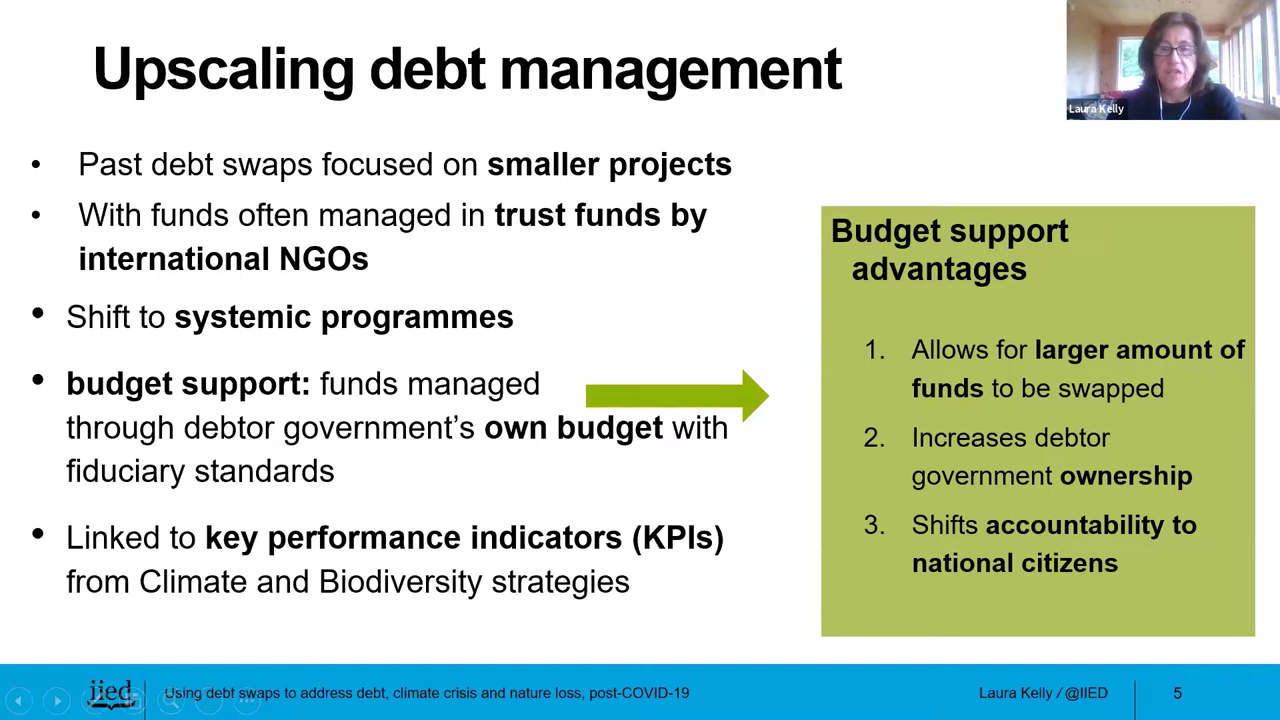 Upscaling debt management
Laura Kelly
• Past debt swaps focused on smaller projects
• With funds often managed in trust funds by
international NGOs
• Shift to systemic programmes
• budget support: funds managed
through debtor government’s own budget with
fiduciary standards
• Linked to key performance indicators (KPIs)
from Climate and Biodiversity strategies
Budget support
advantages
1. Allows for larger amount of
funds to be swapped
2. Increases debtor
government ownership
3. Shifts accountability to
national citizens
iied
Using debt swaps to address debt, climate crisis and nature loss, post-COVID-19
Laura Kelly / @IIED
5